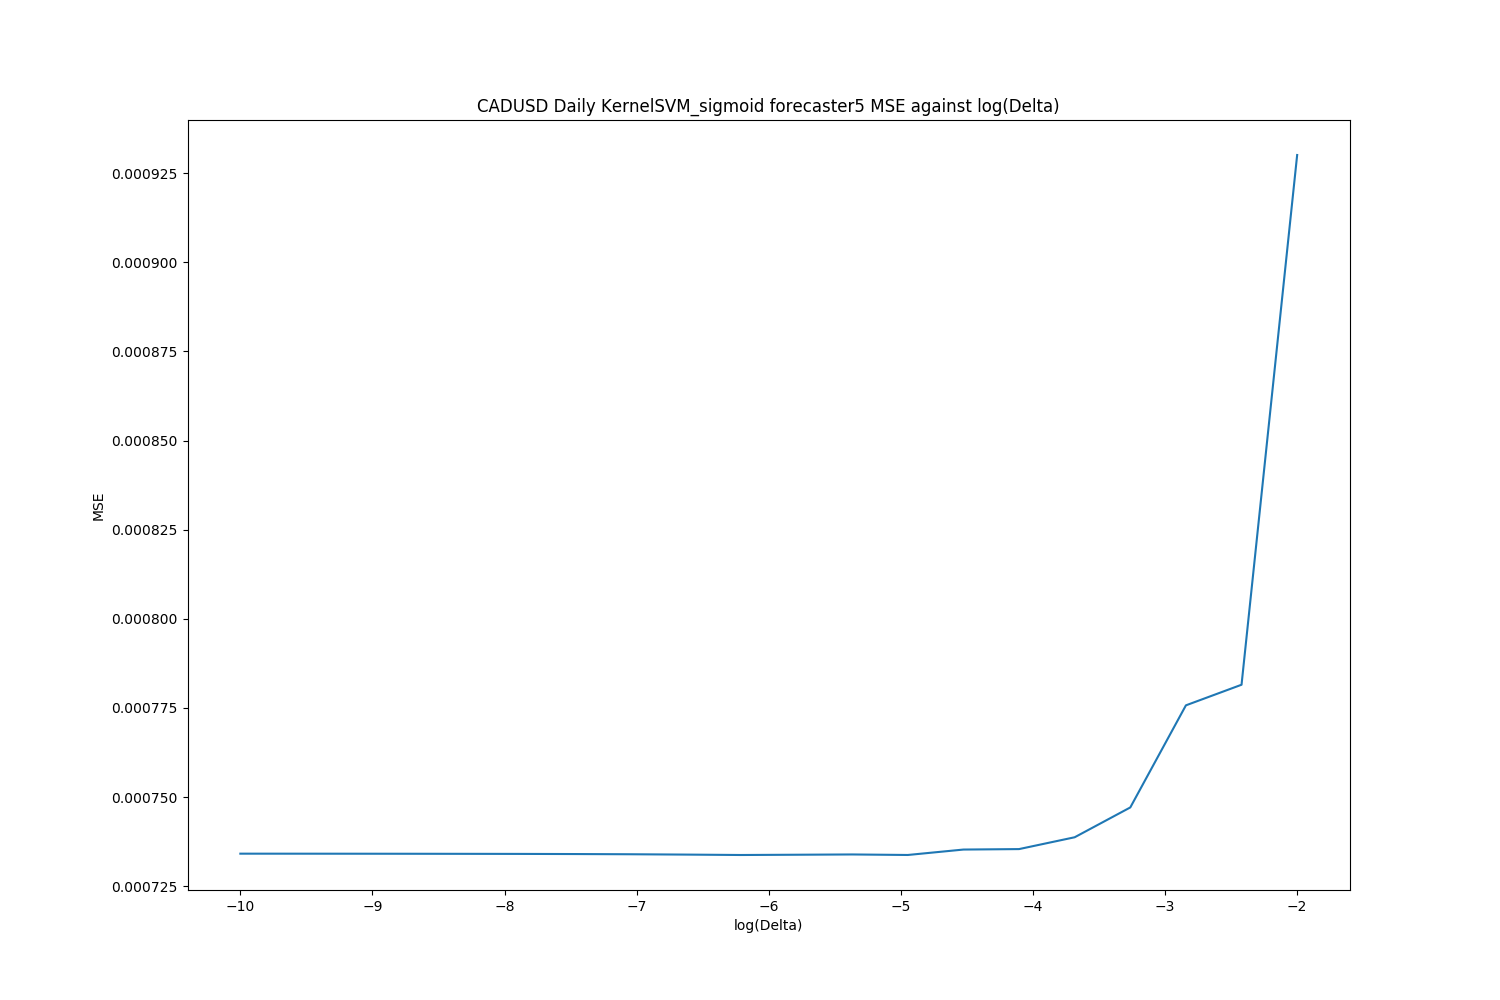 CADUSD Daily KernelSVM_sigmoid forecaster5 MSE against log(Delta)
0.000925
0.000900
0.000875
0.000850
0.000825
0.000800
0.000775
0.000750
0.000725
MSE
−10 −9 −8 −7 −6 −5 −4 −3 −2
log(Delta)